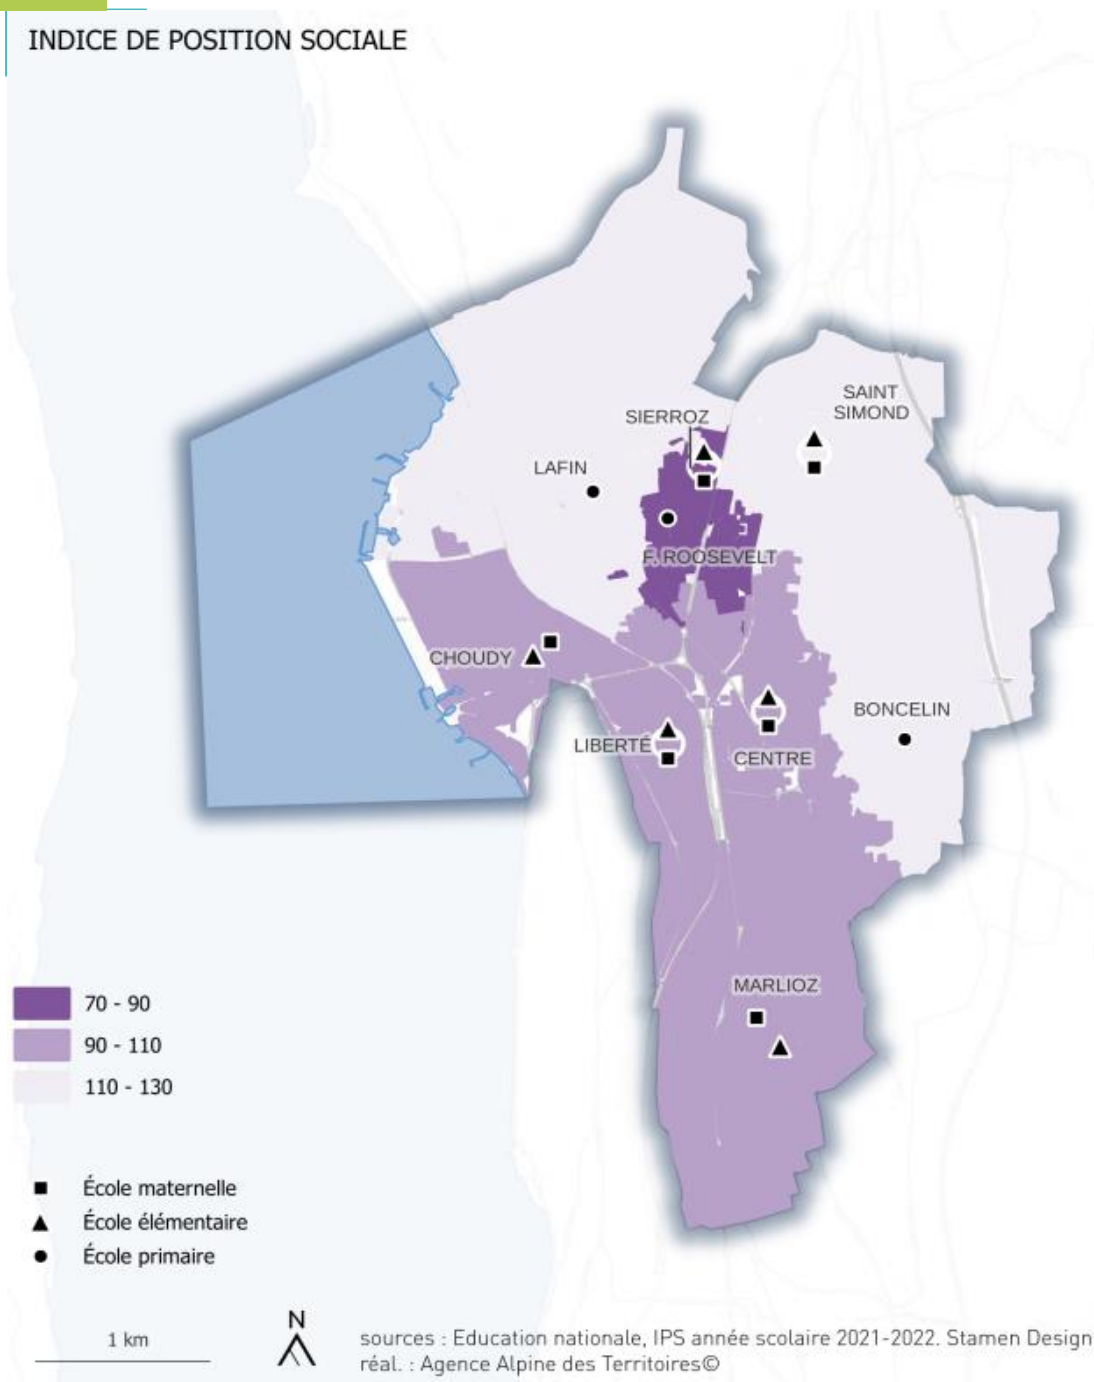 INDICE DE POSITION SOCIALE
SAINT
SIMOND
SIERROZ
LAFIN
F. ROOSEVELT
CHOUDY
BONCELIN
LIBERTÉ
CENTRE
MARLIOZ
70 - 90
90 - 110
110 - 130
École maternelle
École élémentaire
École primaire
1 km
N
sources : Education nationale, IPS année scolaire 2021-2022. Stamen Design
réal. : Agence Alpine des Territoires©